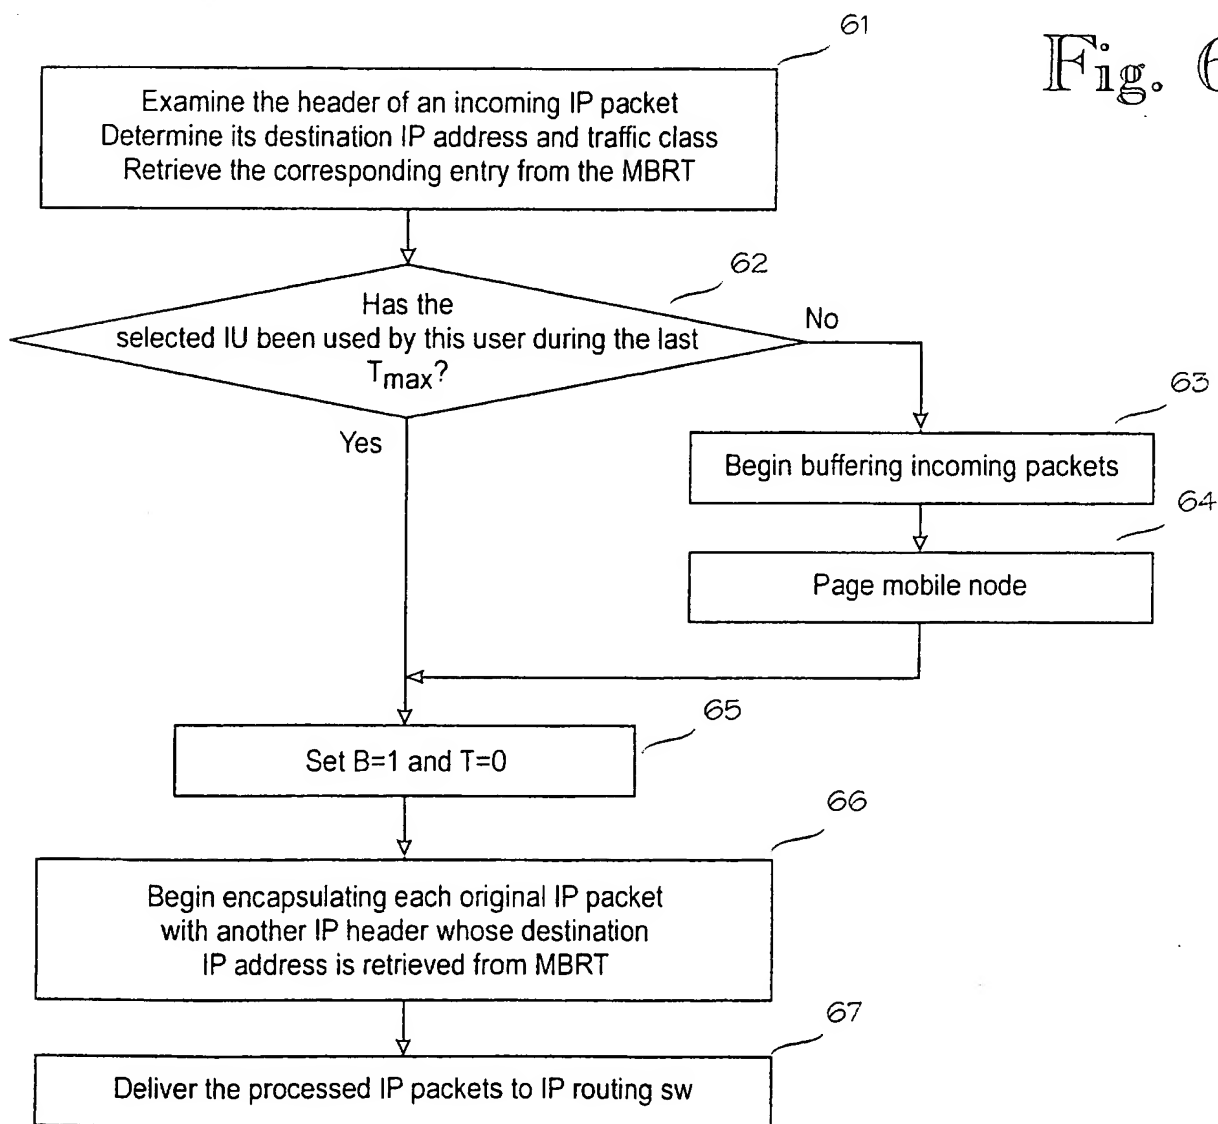 61
Fig. 6
Examine the header of an incoming IP packet
Determine its destination IP address and traffic class
Retrieve the corresponding entry from the MBRT
62
Has the
selected IU been used by this user during the last
Tmax?
No
Yes
63
Begin buffering incoming packets
64
Page mobile node
65
Set B=1 and T=0
66
Begin encapsulating each original IP packet
with another IP header whose destination
IP address is retrieved from MBRT
67
Deliver the processed IP packets to IP routing sw